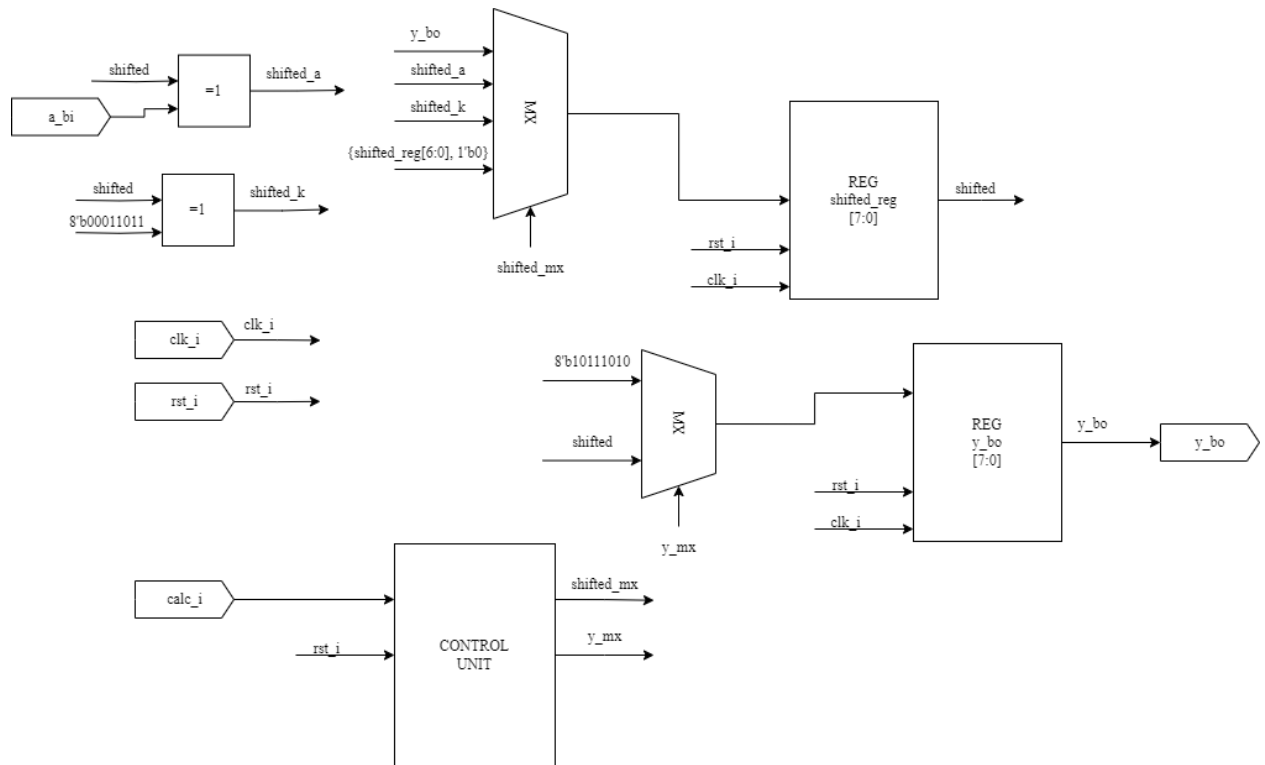 y_bo
shifted
=1
shifted_a
a_bi
shifted_a
shifted_k
{shifted_reg[6:0], 1'b0}
MX
shifted_mx
shifted
8'b00011011
=1
shifted_k
REG
shifted_reg
[7:0]
shifted
rst_i
clk_i
clk_i
clk_i
rst_i
rst_i
8'b10111010
shifted
MX
y_mx
REG
y_bo
[7:0]
rst_i
clk_i
y_bo
y_bo
calc_i
rst_i
CONTROL
UNIT
shifted_mx
y_mx